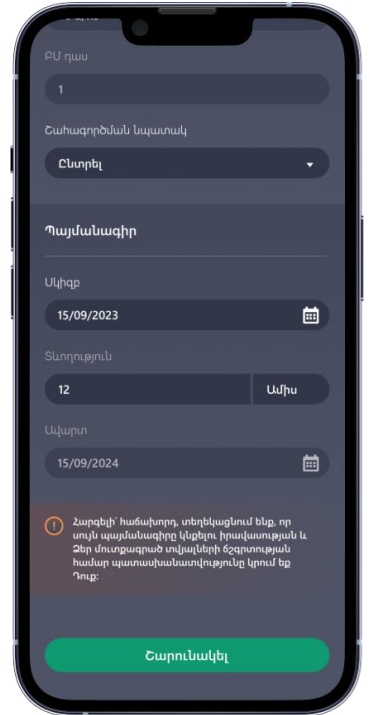 ԲՄ դաս
1
Շահագործման նպատակ
Ընտրել
Պայմանագիր
Սկիզբ
15/09/2023
Տևողություն
12 Ամիս
Ավարտ
15/09/2024
Հարգելի՛ հաճախորդ, տեղեկացնում ենք, որ
սույն պայմանագիրը կնքելու իրավասության և
Ձեր մուտքագրած տվյալների ճշգրտության
համար պատասխանատվությունը կրում եք
Դուք:
Շարունակել